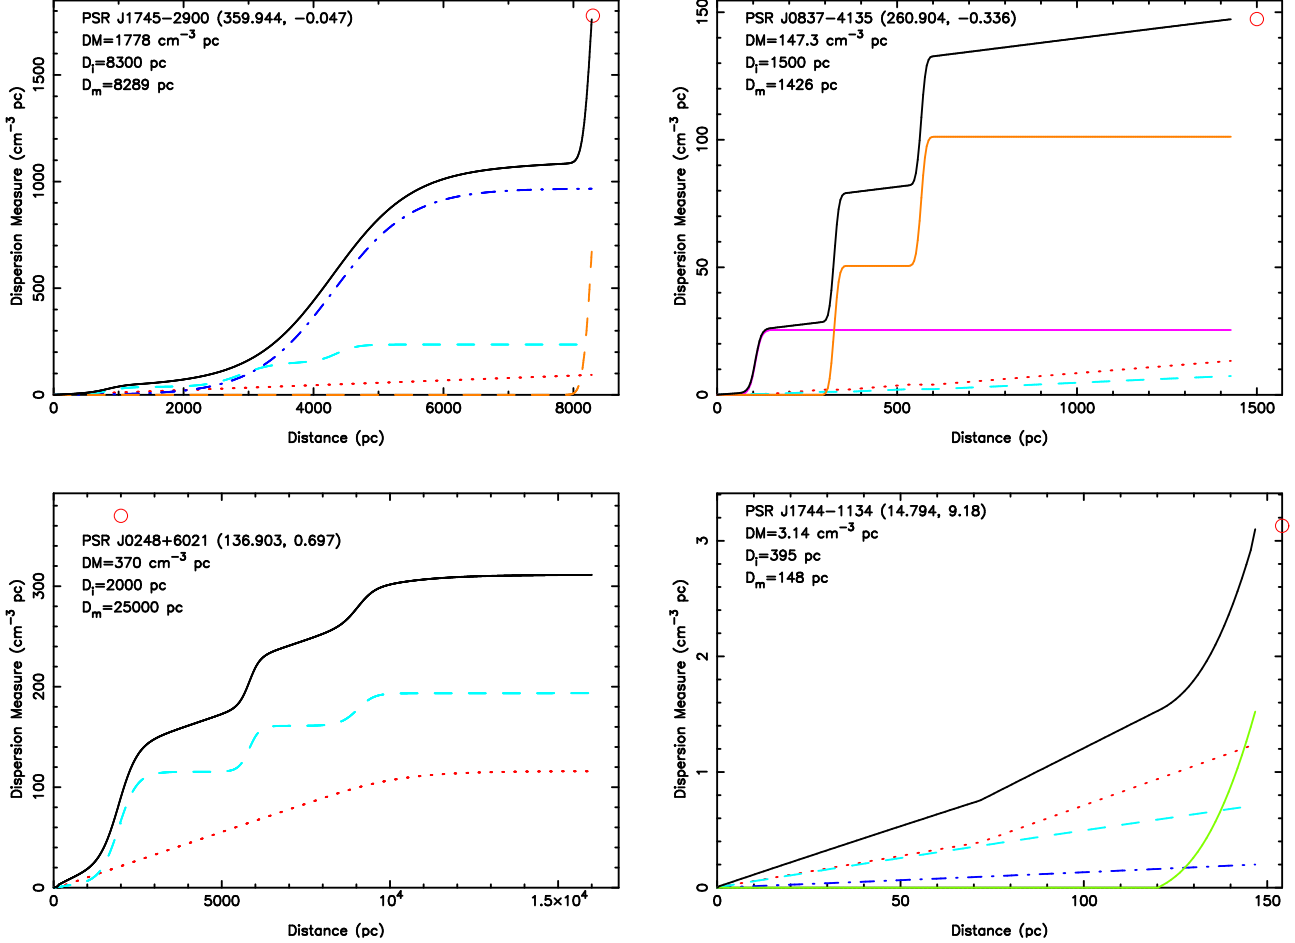 PSR J1745−2900 (359.944, −0.047)
DM=1778 cm⁻³ pc
Dᵢ=8300 pc
Dₘ=8289 pc
Dispersion Measure (cm⁻³ pc)
0 500 1000 1500
0 2000 4000 6000 8000
Distance (pc)
PSR J0837−4135 (260.904, −0.336)
DM=147.3 cm⁻³ pc
Dᵢ=1500 pc
Dₘ=1426 pc
Dispersion Measure (cm⁻³ pc)
0 50 100 150
0 500 1000 1500
Distance (pc)
PSR J0248+6021 (136.903, 0.697)
DM=370 cm⁻³ pc
Dᵢ=2000 pc
Dₘ=25000 pc
Dispersion Measure (cm⁻³ pc)
0 100 200 300
0 5000 10⁴ 1.5×10⁴
Distance (pc)
PSR J1744−1134 (14.794, 9.18)
DM=3.14 cm⁻³ pc
Dᵢ=395 pc
Dₘ=148 pc
Dispersion Measure (cm⁻³ pc)
0 1 2 3
0 50 100 150
Distance (pc)